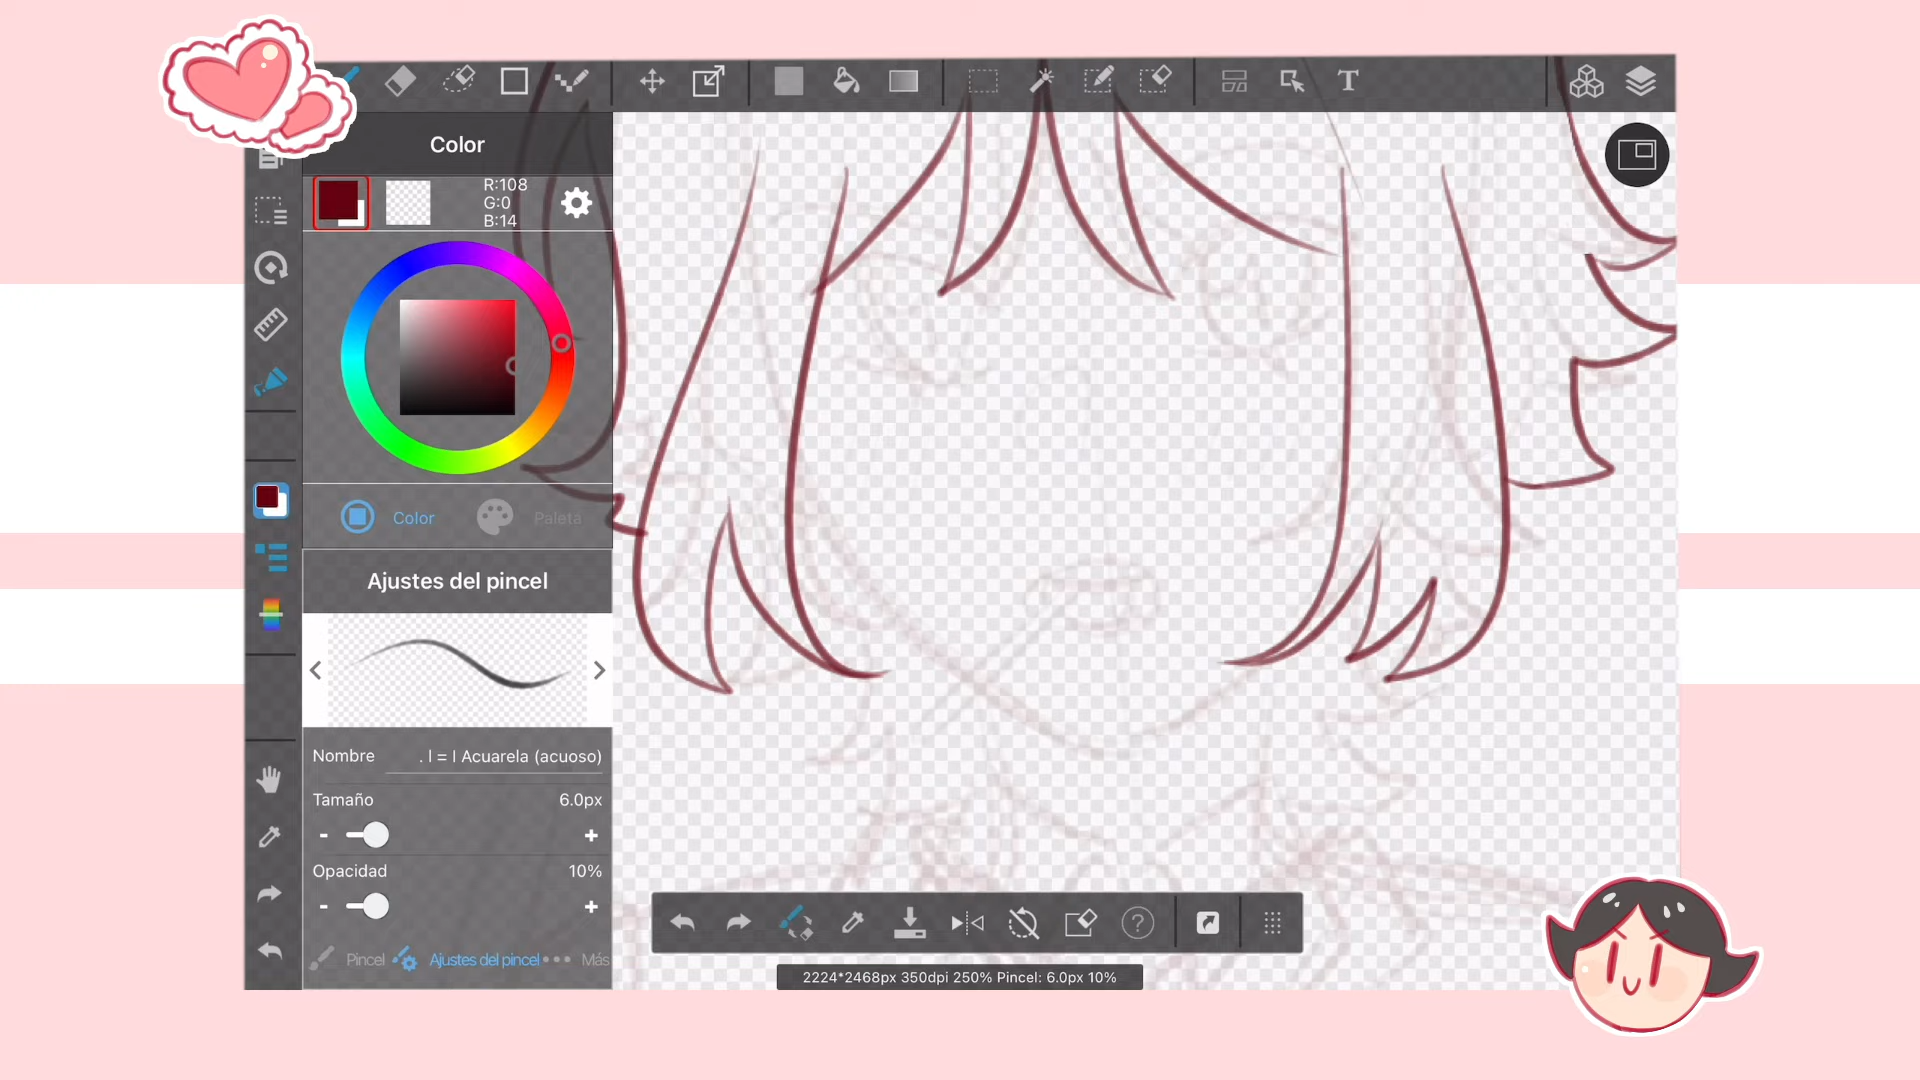 T
Color
R:108
G:0
B:14
Color
Paleta
Ajustes del pincel
Nombre
. l = l Acuarela (acuoso)
Tamaño
6.0px
- +
Opacidad
10%
- +
Pincel
Ajustes del pincel
Más
?
2224*2468px 350dpi 250% Pincel: 6.0px 10%